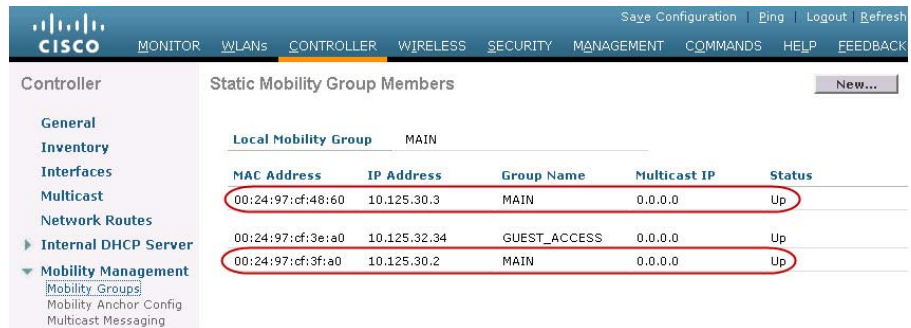 Save Configuration | Ping | Logout | Refresh
CISCO MONITOR WLANs CONTROLLER WIRELESS SECURITY MANAGEMENT COMMANDS HELP FEEDBACK
Controller
General
Inventory
Interfaces
Multicast
Network Routes
Internal DHCP Server
Mobility Management
Mobility Groups
Mobility Anchor Config
Multicast Messaging
Static Mobility Group Members
New...
Local Mobility Group MAIN
MAC Address IP Address Group Name Multicast IP Status
00:24:97:cf:48:60 10.125.30.3 MAIN 0.0.0.0 Up
00:24:97:cf:3e:a0 10.125.32.34 GUEST_ACCESS 0.0.0.0 Up
00:24:97:cf:3f:a0 10.125.30.2 MAIN 0.0.0.0 Up